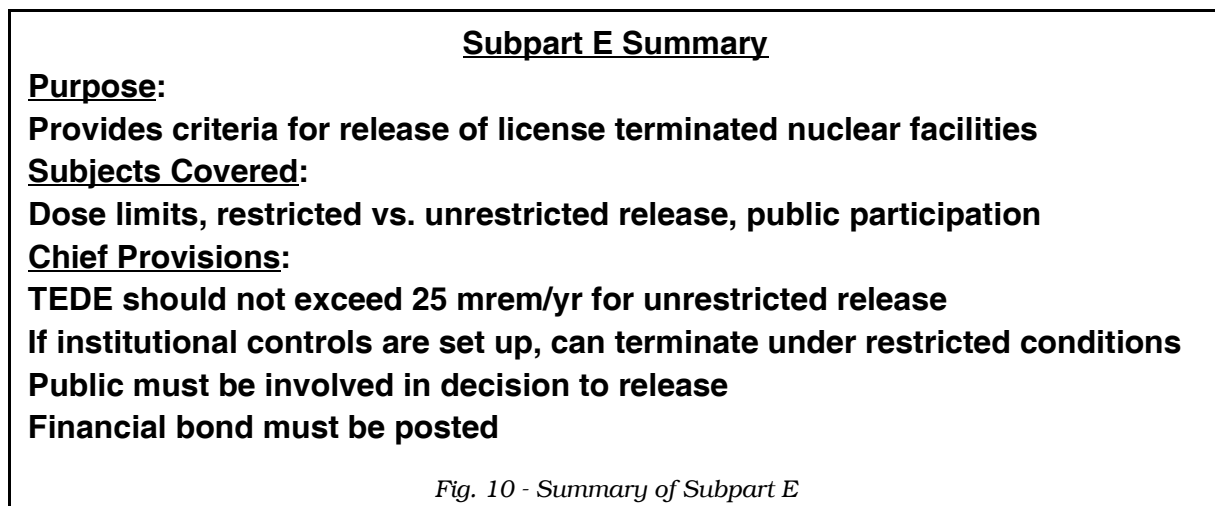 Subpart E Summary
Purpose:
Provides criteria for release of license terminated nuclear facilities
Subjects Covered:
Dose limits, restricted vs. unrestricted release, public participation
Chief Provisions:
TEDE should not exceed 25 mrem/yr for unrestricted release
If institutional controls are set up, can terminate under restricted conditions
Public must be involved in decision to release
Financial bond must be posted
Fig. 10 - Summary of Subpart E